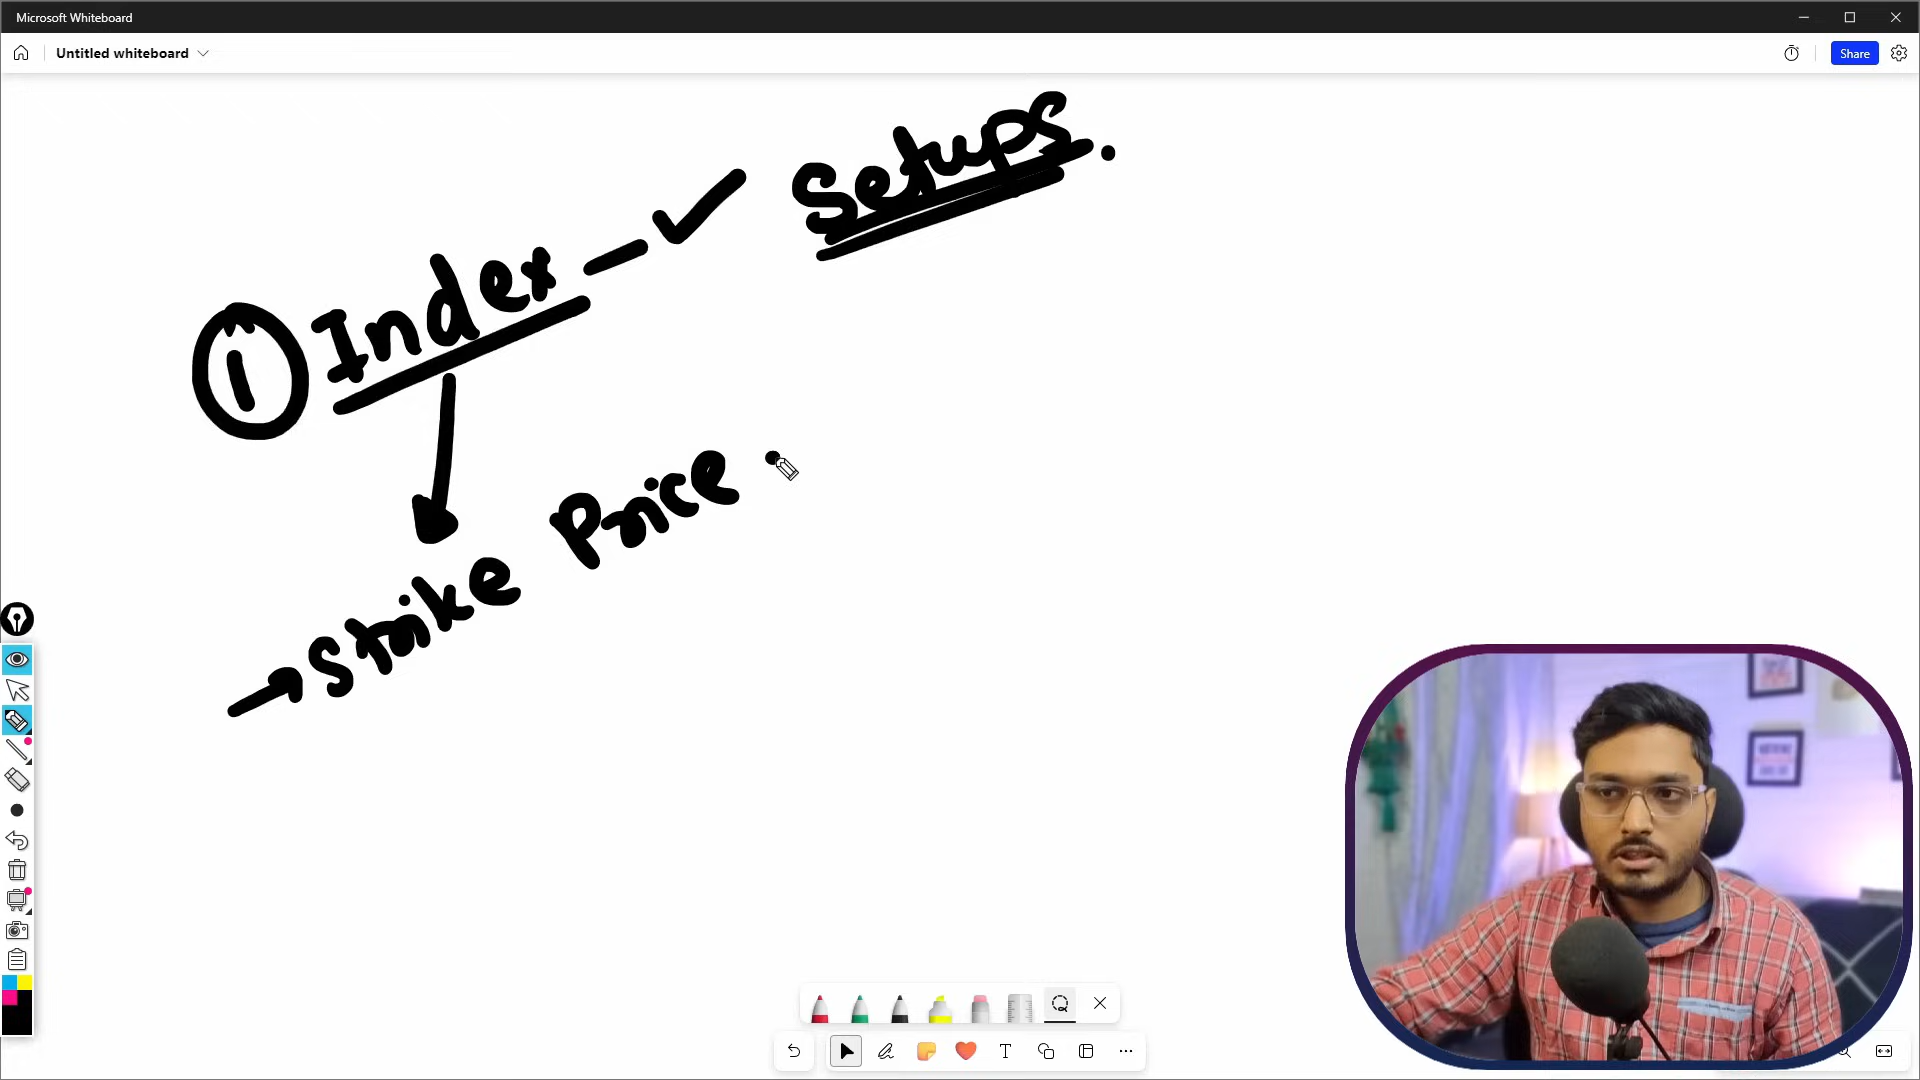 Microsoft Whiteboard
Untitled whiteboard
Share
Setups.
① Index - ✓
→ Strike Price